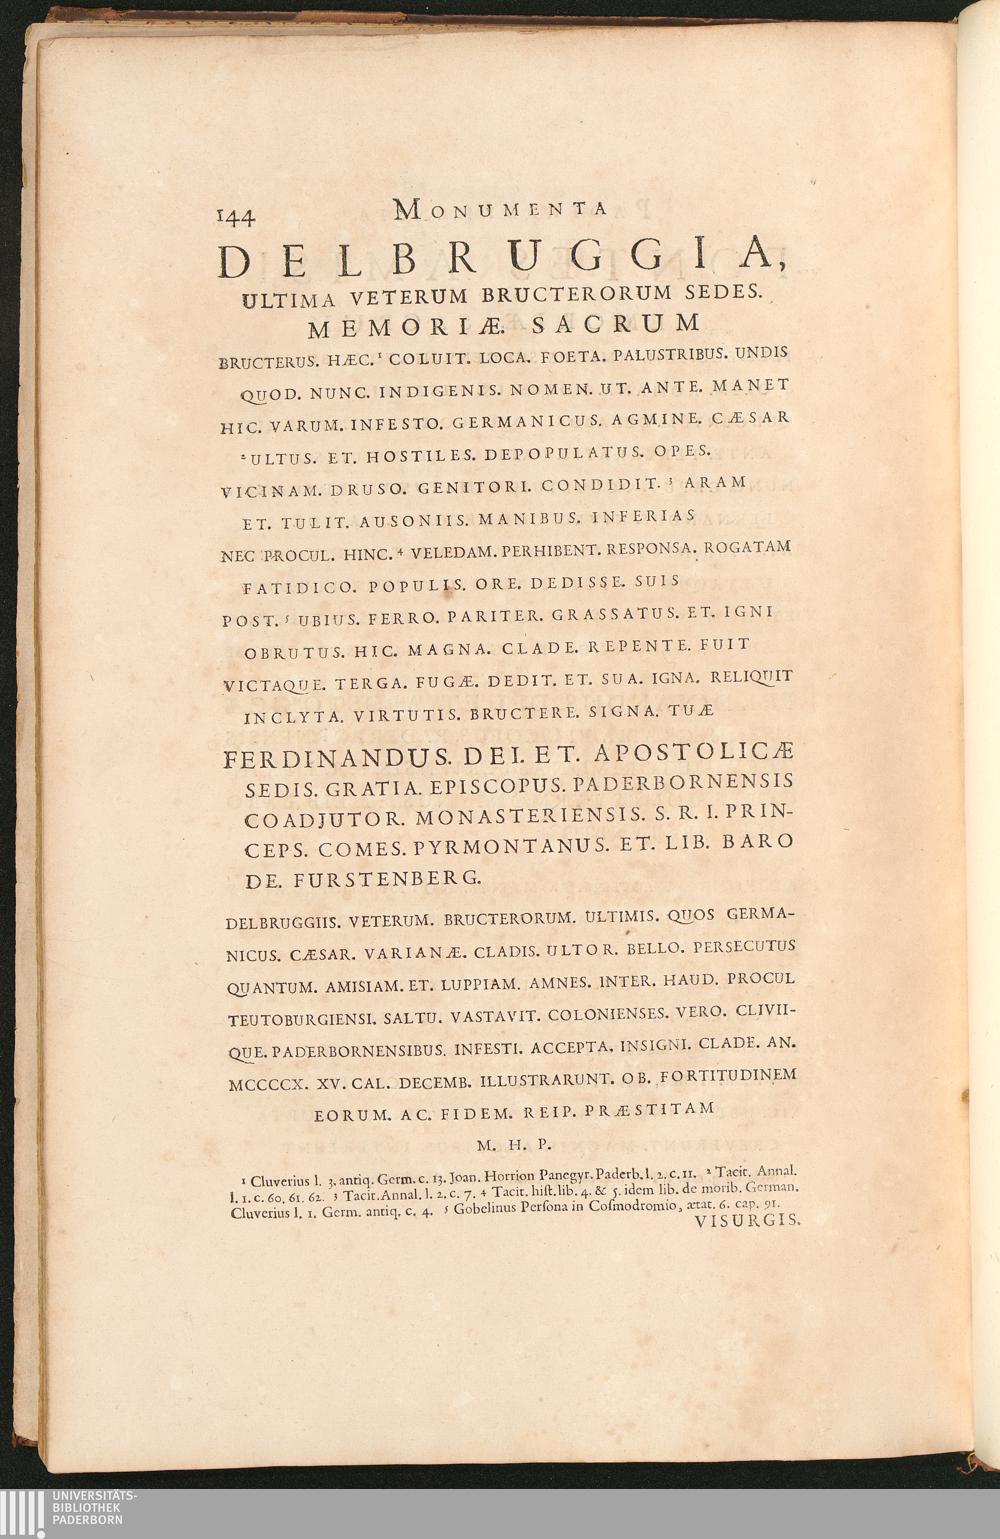 144 MONUMENTA
DELBRUGGIA,
ULTIMA VETERUM BRUCTERORUM SEDES.
MEMORIÆ. SACRUM
BRUCTERUS. HÆC. ¹ COLUIT. LOCA. FOETA. PALUSTRIBUS. UNDIS
QUOD. NUNC. INDIGENIS. NOMEN. UT. ANTE. MANET
HIC. VARUM. INFESTO. GERMANICUS. AGMINE. CÆSAR
² ULTUS. ET. HOSTILES. DEPOPULATUS. OPES.
VICINAM. DRUSO. GENITORI. CONDIDIT. ³ ARAM
ET. TULIT. AUSONIIS. MANIBUS. INFERIAS
NEC PROCUL. HINC. ⁴ VELEDAM. PERHIBENT. RESPONSA. ROGATAM
FATIDICO. POPULIS. ORE. DEDISSE. SUIS
POST. ⁵ UBIUS. FERRO. PARITER. GRASSATUS. ET. IGNI
OBRUTUS. HIC. MAGNA. CLADE. REPENTE. FUIT
VICTAQUE. TERGA. FUGÆ. DEDIT. ET. SUA. IGNA. RELIQUIT
INCLYTA. VIRTUTIS. BRUCTERE. SIGNA. TUÆ
FERDINANDUS. DEI. ET. APOSTOLICÆ
SEDIS. GRATIA. EPISCOPUS. PADERBORNENSIS
COADJUTOR. MONASTERIENSIS. S. R. I. PRIN-
CEPS. COMES. PYRMONTANUS. ET. LIB. BARO
DE. FURSTENBERG.
DELBRUGGIIS. VETERUM. BRUCTERORUM. ULTIMIS. QUOS GERMA-
NICUS. CÆSAR. VARIANÆ. CLADIS. ULTOR. BELLO. PERSECUTUS
QUANTUM. AMISIAM. ET. LUPPIAM. AMNES. INTER. HAUD. PROCUL
TEUTOBURGIENSI. SALTU. VASTAVIT. COLONIENSES. VERO. CLIVII-
QUE. PADERBORNENSIBUS. INFESTI. ACCEPTA. INSIGNI. CLADE. AN.
MCCCCX. XV. CAL. DECEMB. ILLUSTRARUNT. OB. FORTITUDINEM
EORUM. AC. FIDEM. REIP. PRÆSTITAM
M. H. P.
¹ Cluverius l. 3. antiq. Germ. c. 13. Joan. Horrion Panegyr. Paderb. l. 2. c. 11. ² Tacit. Annal.
l. 1. c. 60. 61. 62. ³ Tacit. Annal. l. 2. c. 7. ⁴ Tacit. hiſt. lib. 4. & 5. idem lib. de morib. German.
Cluverius l. 1. Germ. antiq. c. 4. ⁵ Gobelinus Perſona in Coſmodromio, ætat. 6. cap. 91.
VISURGIS.
UNIVERSITÄTS-
BIBLIOTHEK
PADERBORN